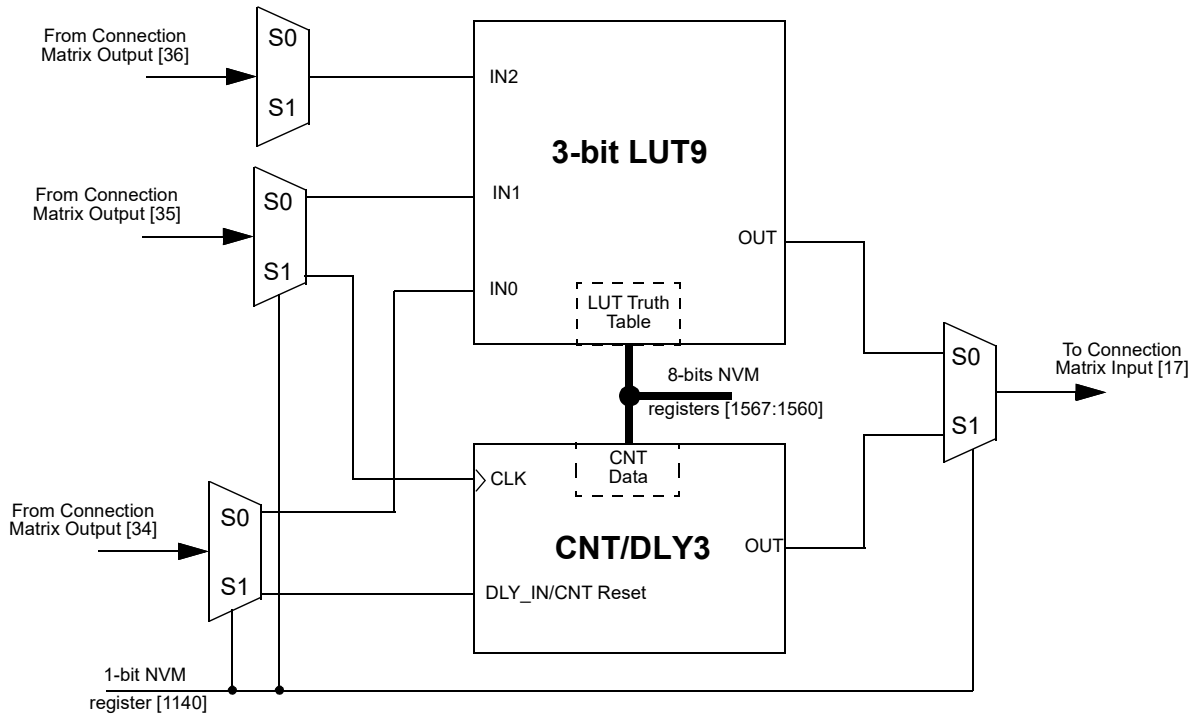 From Connection
Matrix Output [36]
S0
S1
IN2
3-bit LUT9
From Connection
Matrix Output [35]
S0
S1
IN1
IN0
OUT
LUT Truth
Table
8-bits NVM
registers [1567:1560]
S0
S1
To Connection
Matrix Input [17]
CNT
Data
CLK
CNT/DLY3
OUT
DLY_IN/CNT Reset
From Connection
Matrix Output [34]
S0
S1
1-bit NVM
register [1140]